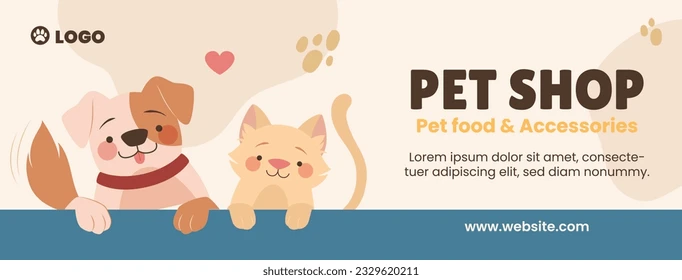 LOGO
PET SHOP
Pet food & Accessories
Lorem ipsum dolor sit amet, consecte-
tuer adipiscing elit, sed diam nonummy.
www.website.com
shutterstock.com · 2329620211